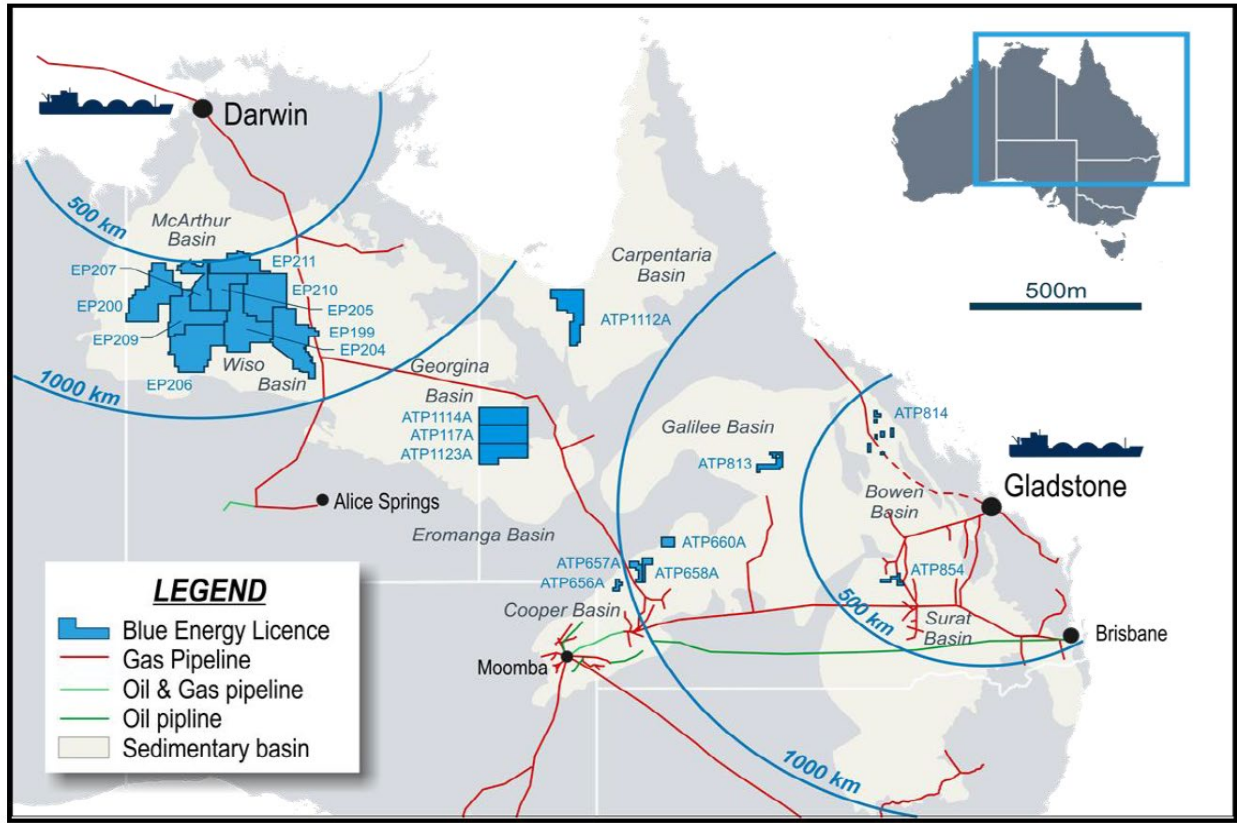 Darwin
500 km
McArthur
Basin
EP207
EP211
EP200
EP210
EP205
EP209
EP199
EP204
EP206
Wiso
Basin
1000 km
Carpentaria
Basin
ATP1112A
500m
Georgina
Basin
ATP1114A
ATP117A
ATP1123A
Galilee Basin
ATP813
ATP814
Gladstone
Bowen
Basin
Alice Springs
Eromanga Basin
ATP660A
ATP657A
ATP658A
ATP656A
ATP854
Cooper Basin
500 km
Surat
Basin
Brisbane
Moomba
1000 km
LEGEND
Blue Energy Licence
Gas Pipeline
Oil & Gas pipeline
Oil pipline
Sedimentary basin